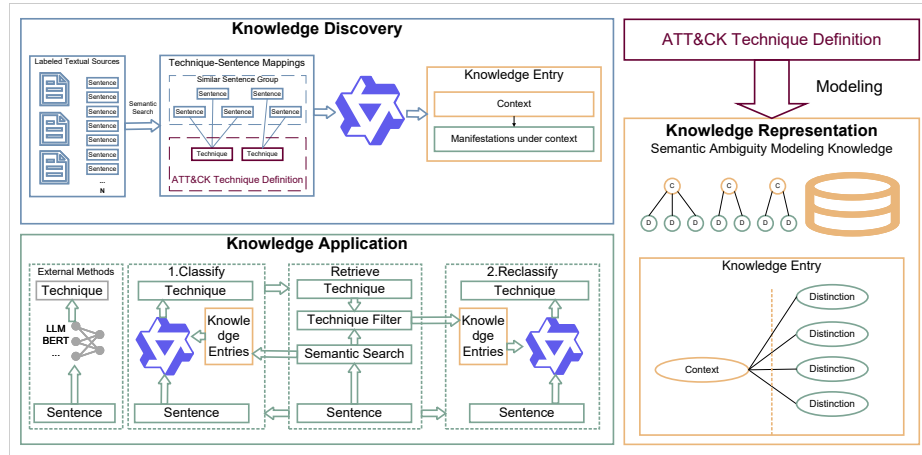 Knowledge Discovery
Labeled Textual Sources
Sentence
Sentence
Sentence
Sentence
Sentence
Sentence
Sentence
...
N
Semantic
Search
Technique-Sentence Mappings
Similar Sentence Group
Sentence
Sentence
Sentence
Sentence
Sentence
Technique
Technique
ATT&CK Technique Definition
Knowledge Entry
Context
Manifestations under context
ATT&CK Technique Definition
Modeling
Knowledge Representation
Semantic Ambiguity Modeling Knowledge
C
C
C
D
D
D
D
D
D
D
Knowledge Entry
Context
Distinction
Distinction
Distinction
Distinction
Knowledge Application
External Methods
Technique
LLM
BERT
...
Sentence
1.Classify
Technique
Knowle
dge
Entries
Sentence
Retrieve
Technique
Technique Filter
Semantic Search
Sentence
2.Reclassify
Technique
Knowle
dge
Entries
Sentence